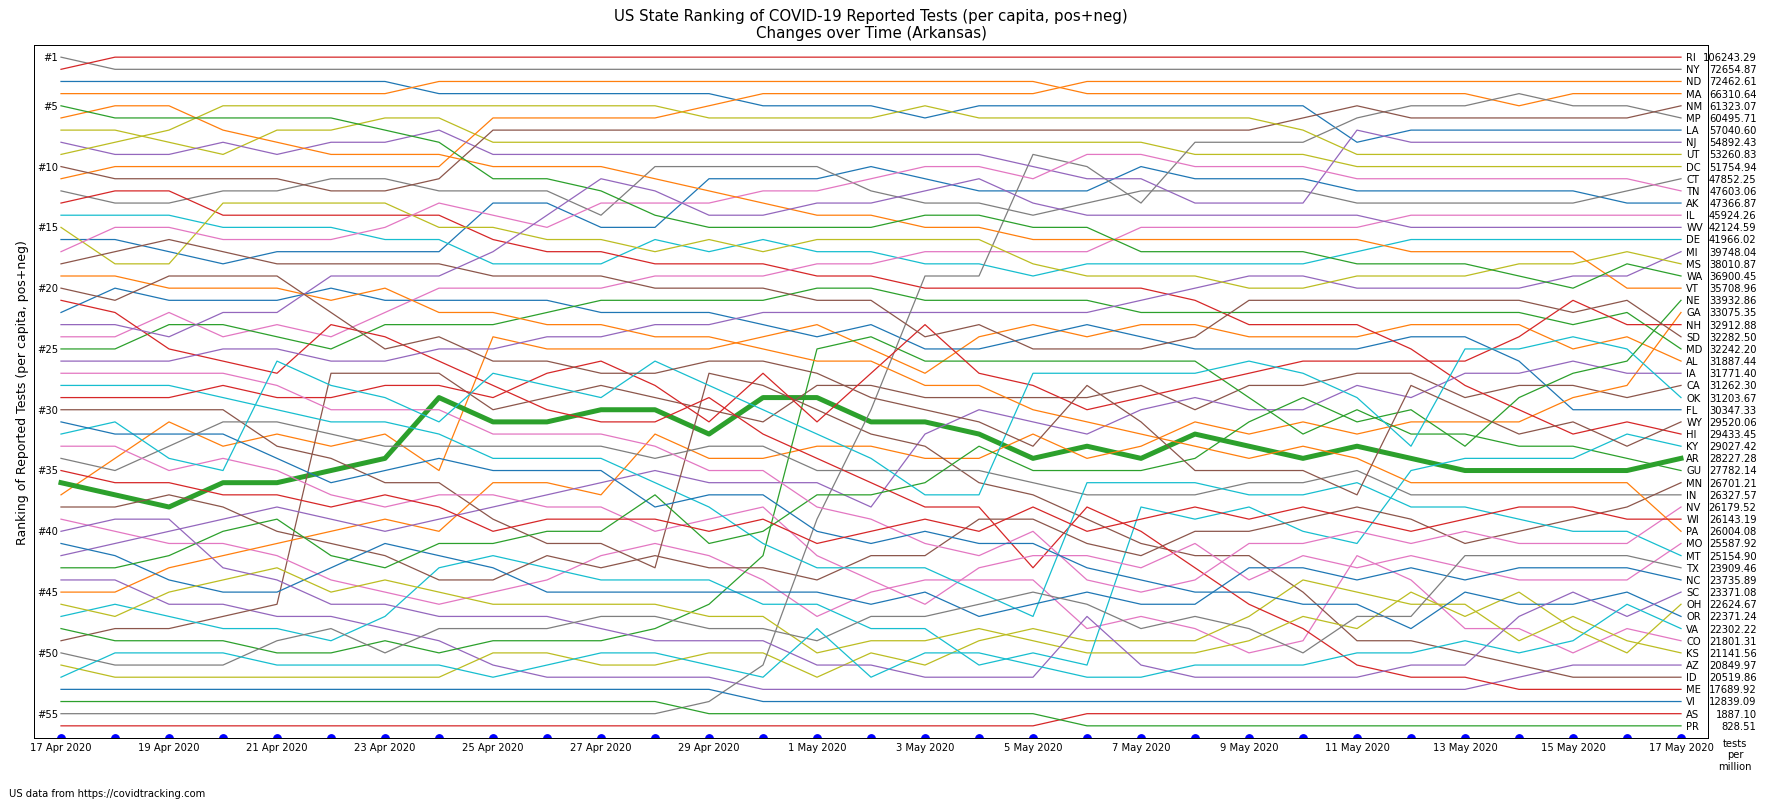 US State Ranking of COVID-19 Reported Tests (per capita, pos+neg)
Changes over Time (Arkansas)
Ranking of Reported Tests (per capita, pos+neg)
#1
#5
#10
#15
#20
#25
#30
#35
#40
#45
#50
#55
RI 106243.29
NY 72654.87
ND 72462.61
MA 66310.64
NM 61323.07
MP 60495.71
LA 57040.60
NJ 54892.43
UT 53260.83
DC 51754.94
CT 47852.25
TN 47603.06
AK 47366.87
IL 45924.26
WV 42124.59
DE 41966.02
MI 39748.04
MS 38010.87
WA 36900.45
VT 35708.96
NE 33932.86
GA 33075.35
NH 32912.88
SD 32282.50
MD 32242.20
AL 31887.44
IA 31771.40
CA 31262.30
OK 31203.67
FL 30347.33
WY 29520.06
HI 29433.45
KY 29027.42
AR 28227.28
GU 27782.14
MN 26701.21
IN 26327.57
NV 26179.52
WI 26143.19
PA 26004.08
MO 25587.92
MT 25154.90
TX 23909.46
NC 23735.89
SC 23371.08
OH 22624.67
OR 22371.24
VA 22302.22
CO 21801.31
KS 21141.56
AZ 20849.97
ID 20519.86
ME 17689.92
VI 12839.09
AS 1887.10
PR 828.51
17 Apr 2020 19 Apr 2020 21 Apr 2020 23 Apr 2020 25 Apr 2020 27 Apr 2020 29 Apr 2020 1 May 2020 3 May 2020 5 May 2020 7 May 2020 9 May 2020 11 May 2020 13 May 2020 15 May 2020 17 May 2020
tests
per
million
US data from https://covidtracking.com